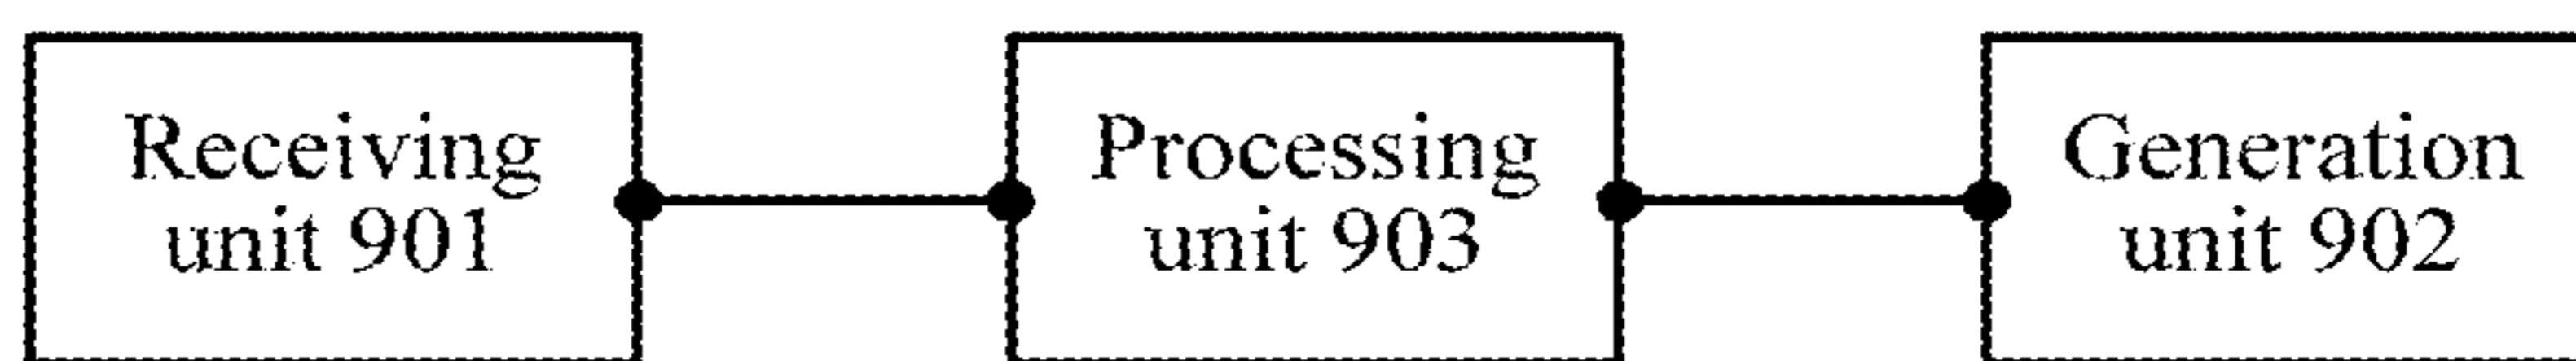 Receiving
unit 901
Processing
unit 903
Generation
unit 902